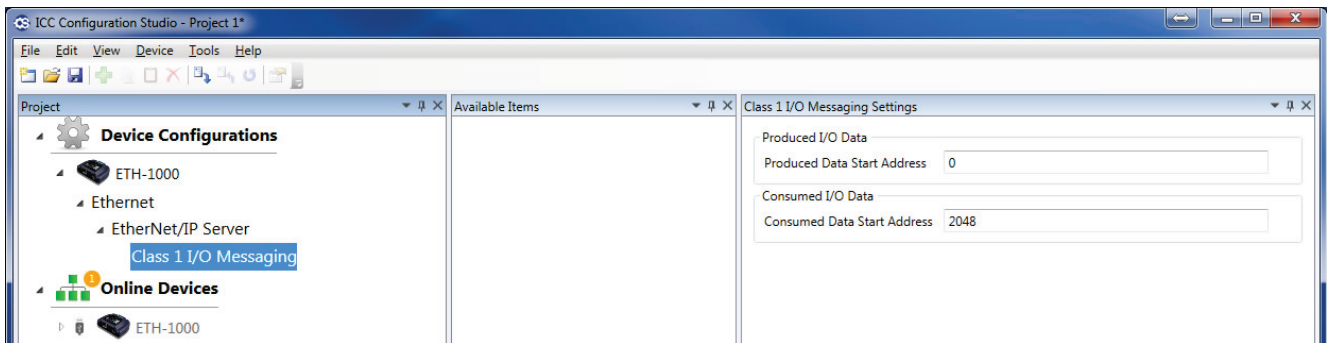 ICC Configuration Studio - Project 1*
File Edit View Device Tools Help
Project
Available Items
Class 1 I/O Messaging Settings
Device Configurations
ETH-1000
Ethernet
EtherNet/IP Server
Class 1 I/O Messaging
1
Online Devices
ETH-1000
Produced I/O Data
Produced Data Start Address 0
Consumed I/O Data
Consumed Data Start Address 2048